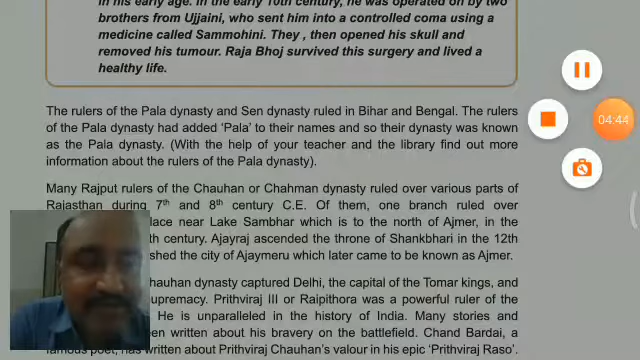 in his early age. In the early 10th century, he was operated on by two
brothers from Ujjaini, who sent him into a controlled coma using a
medicine called Sammohini. They , then opened his skull and
removed his tumour. Raja Bhoj survived this surgery and lived a
healthy life.
The rulers of the Pala dynasty and Sen dynasty ruled in Bihar and Bengal. The rulers
of the Pala dynasty had added 'Pala' to their names and so their dynasty was known
as the Pala dynasty. (With the help of your teacher and the library find out more
information about the rulers of the Pala dynasty).
Many Rajput rulers of the Chauhan or Chahman dynasty ruled over various parts of
Rajasthan during 7th and 8th century C.E. Of them, one branch ruled over
lace near Lake Sambhar which is to the north of Ajmer, in the
th century. Ajayraj ascended the throne of Shankbhari in the 12th
shed the city of Ajaymeru which later came to be known as Ajmer.
hauhan dynasty captured Delhi, the capital of the Tomar kings, and
supremacy. Prithviraj III or Raipithora was a powerful ruler of the
He is unparalleled in the history of India. Many stories and
een written about his bravery on the battlefield. Chand Bardai, a
famous poet, has written about Prithviraj Chauhan's valour in his epic 'Prithviraj Raso'.
04:44